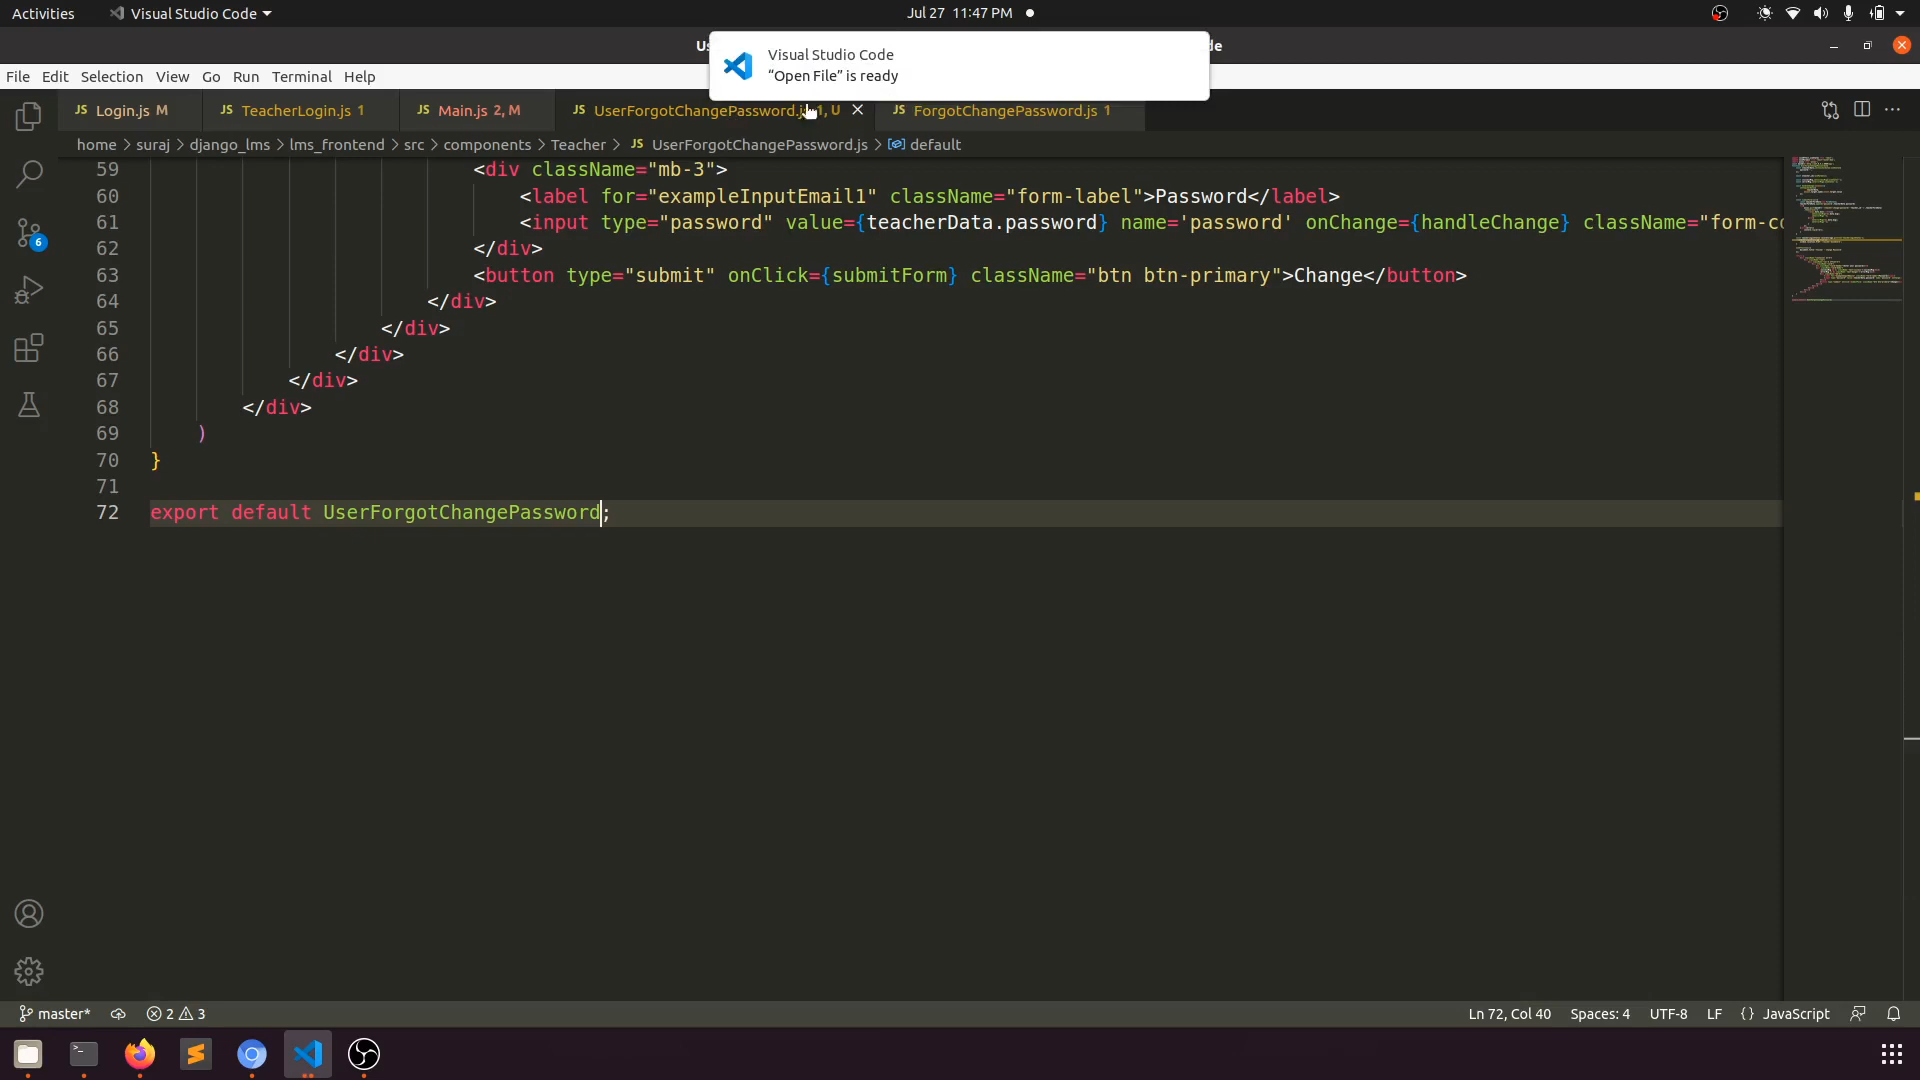 Activities Visual Studio Code Jul 27 11:47 PM
Us de
Visual Studio Code
“Open File” is ready
File Edit Selection View Go Run Terminal Help
JS Login.js M JS TeacherLogin.js 1 JS Main.js 2, M JS UserForgotChangePassword.js 1, U JS ForgotChangePassword.js 1
home > suraj > django_lms > lms_frontend > src > components > Teacher > JS UserForgotChangePassword.js > default
59 <div className="mb-3">
60 <label for="exampleInputEmail1" className="form-label">Password</label>
61 <input type="password" value={teacherData.password} name='password' onChange={handleChange} className="form-co
62 </div>
63 <button type="submit" onClick={submitForm} className="btn btn-primary">Change</button>
64 </div>
65 </div>
66 </div>
67 </div>
68 </div>
69 )
70 }
71
72 export default UserForgotChangePassword;
6
master* 2 3 Ln 72, Col 40 Spaces: 4 UTF-8 LF {} JavaScript